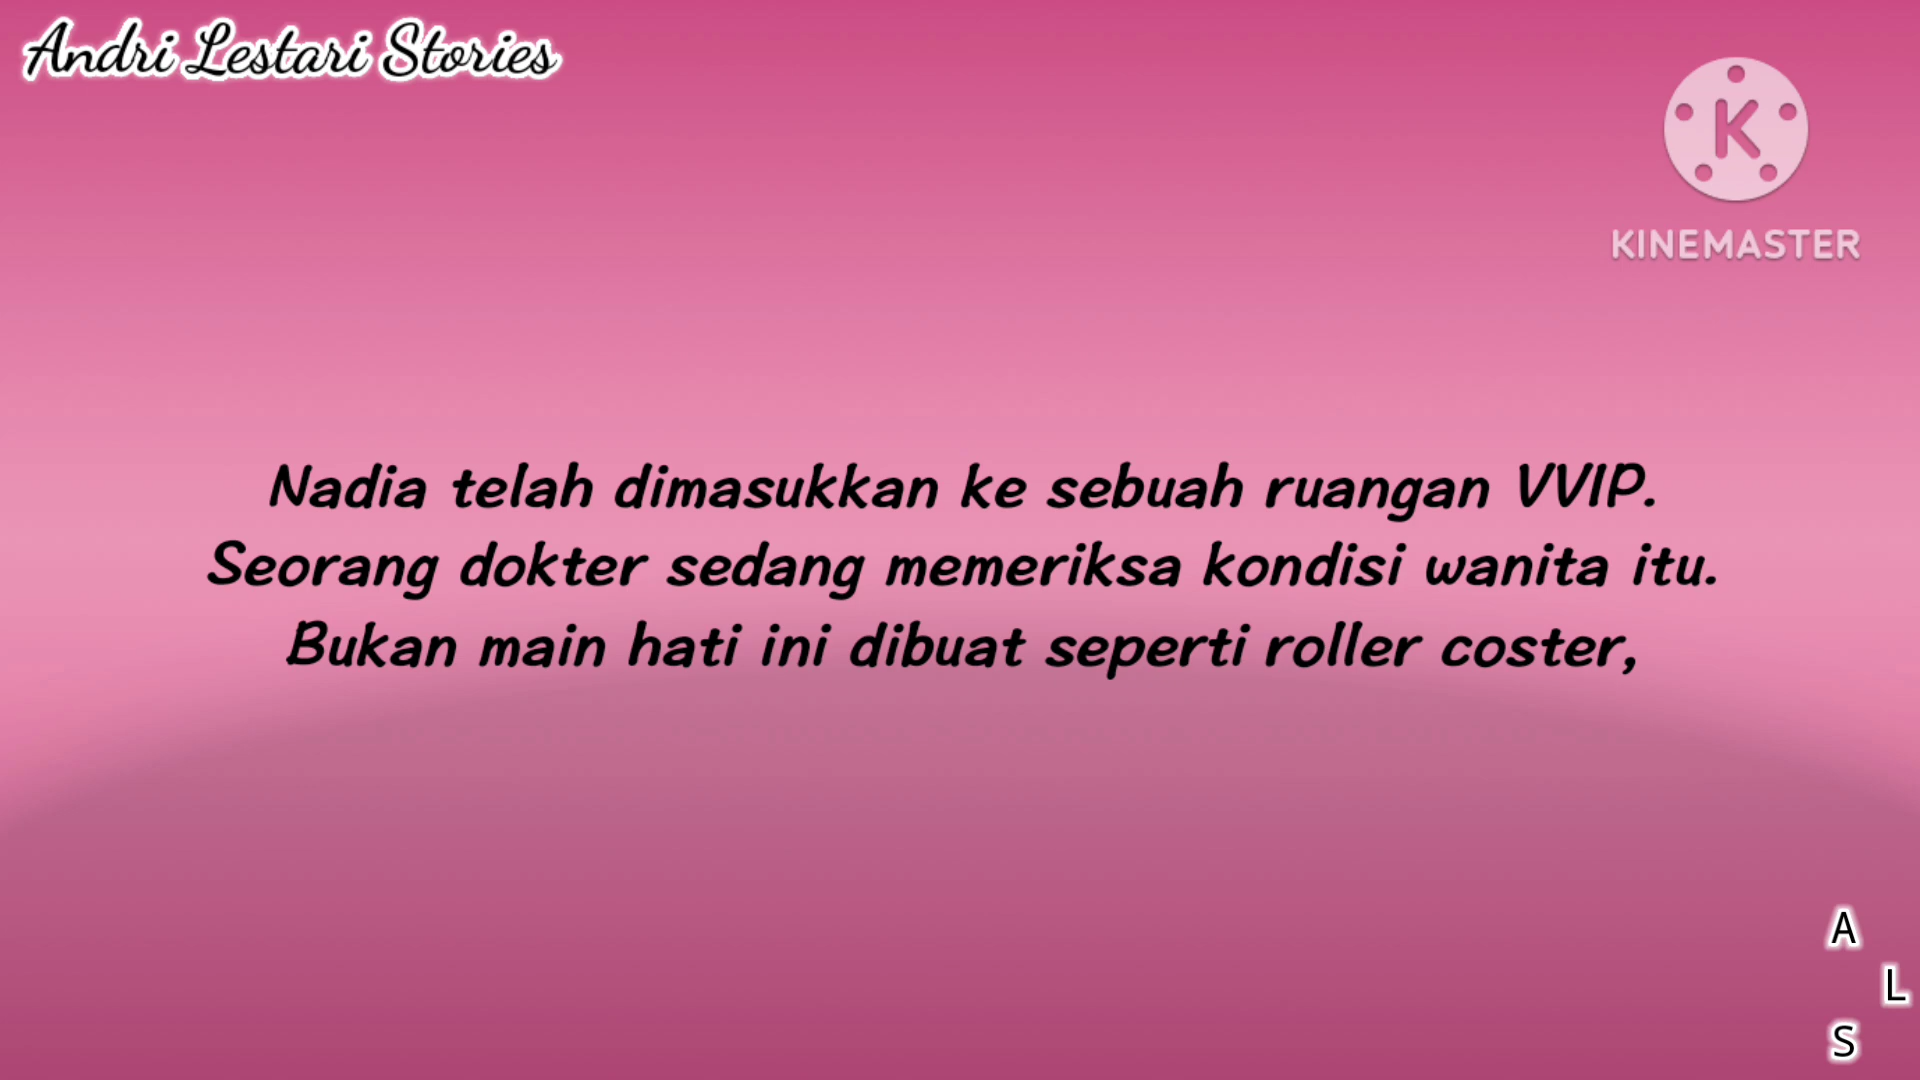 Andri Lestari Stories
K
KINEMASTER
Nadia telah dimasukkan ke sebuah ruangan VVIP.
Seorang dokter sedang memeriksa kondisi wanita itu.
Bukan main hati ini dibuat seperti roller coster,
A
L
S